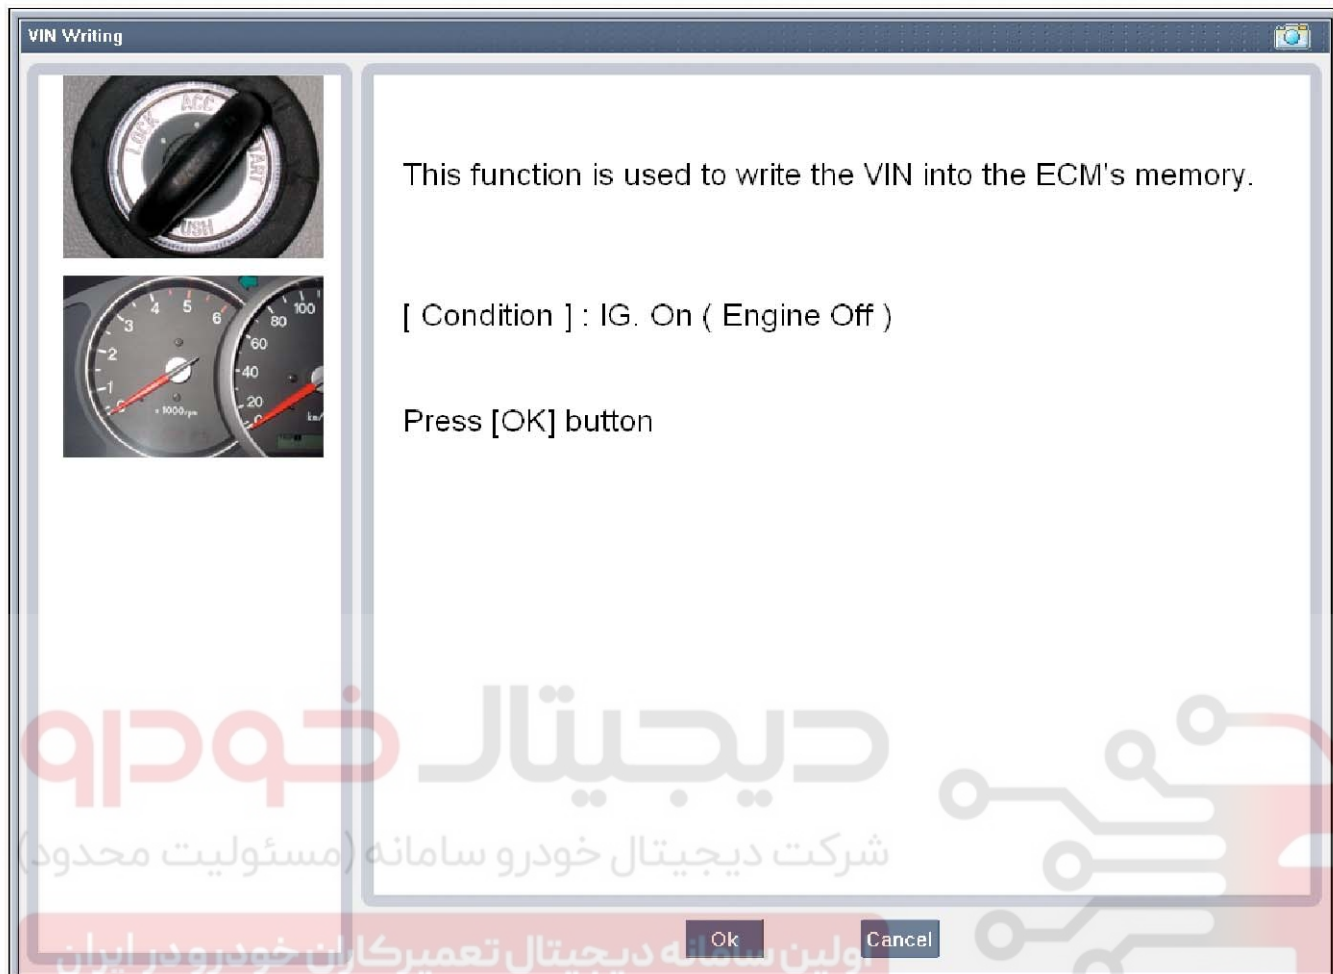 VIN Writing
LOCK ACC START
PUSH
This function is used to write the VIN into the ECM's memory.
0 1 2 3 4 5 6
x 1000rpm
0 20 40 60 80 100
km/
[ Condition ] : IG. On ( Engine Off )
Press [OK] button
دیجیتال خودرو
شرکت دیجیتال خودرو سامانه (مسئولیت محدود)
اولین سامانه دیجیتال تعمیرکاران خودرو در ایران
Ok Cancel